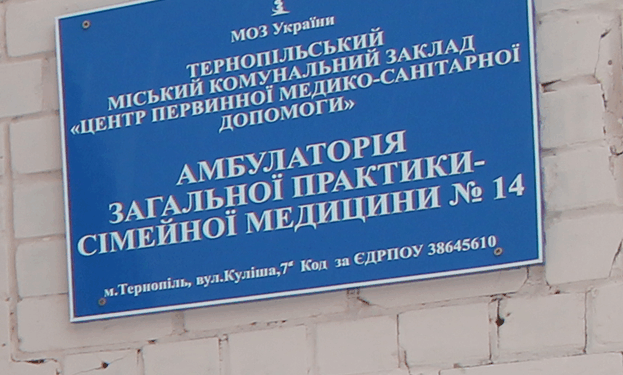 МОЗ України
ТЕРНОПІЛЬСЬКИЙ
МІСЬКИЙ КОМУНАЛЬНИЙ ЗАКЛАД
«ЦЕНТР ПЕРВИННОЇ МЕДИКО-САНІТАРНОЇ
ДОПОМОГИ»
АМБУЛАТОРІЯ
ЗАГАЛЬНОЇ ПРАКТИКИ-
СІМЕЙНОЇ МЕДИЦИНИ № 14
м.Тернопіль, вул.Куліша,7ᵃ Код за ЄДРПОУ 38645610